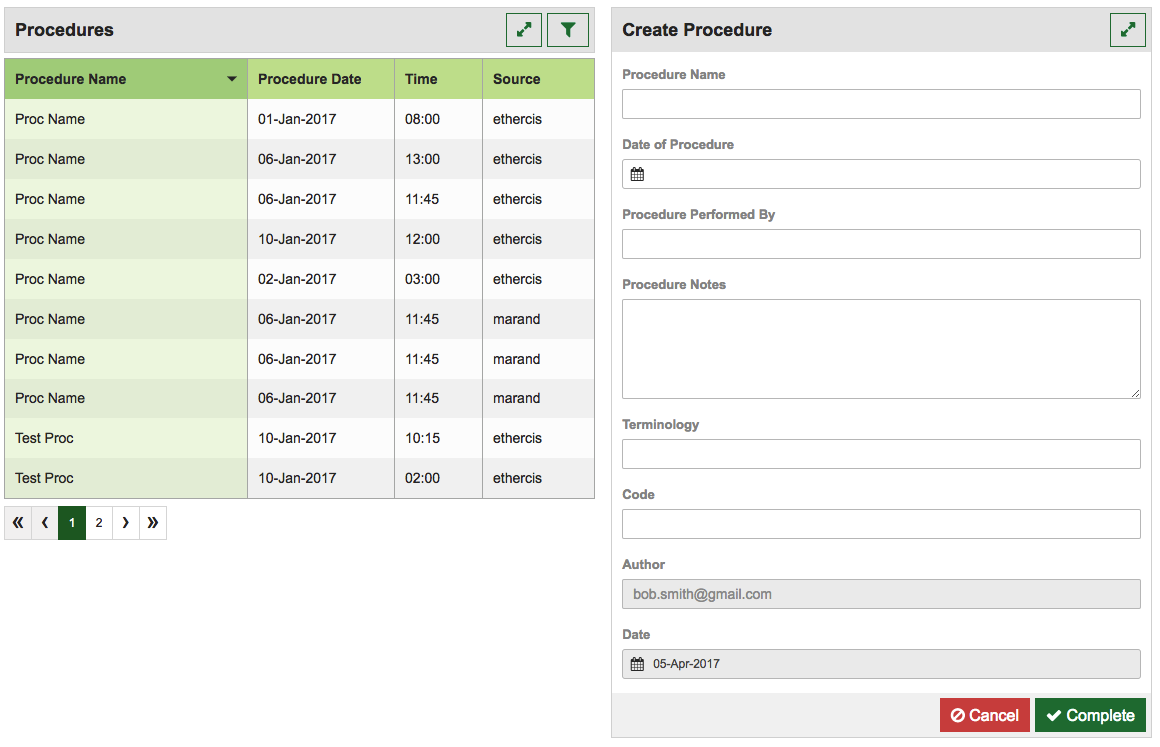 Procedures
Procedure Name Procedure Date Time Source
Proc Name 01-Jan-2017 08:00 ethercis
Proc Name 06-Jan-2017 13:00 ethercis
Proc Name 06-Jan-2017 11:45 ethercis
Proc Name 10-Jan-2017 12:00 ethercis
Proc Name 02-Jan-2017 03:00 ethercis
Proc Name 06-Jan-2017 11:45 marand
Proc Name 06-Jan-2017 11:45 marand
Proc Name 06-Jan-2017 11:45 marand
Test Proc 10-Jan-2017 10:15 ethercis
Test Proc 10-Jan-2017 02:00 ethercis
« ‹ 1 2 › »
Create Procedure
Procedure Name
Date of Procedure
Procedure Performed By
Procedure Notes
Terminology
Code
Author
bob.smith@gmail.com
Date
05-Apr-2017
Cancel Complete